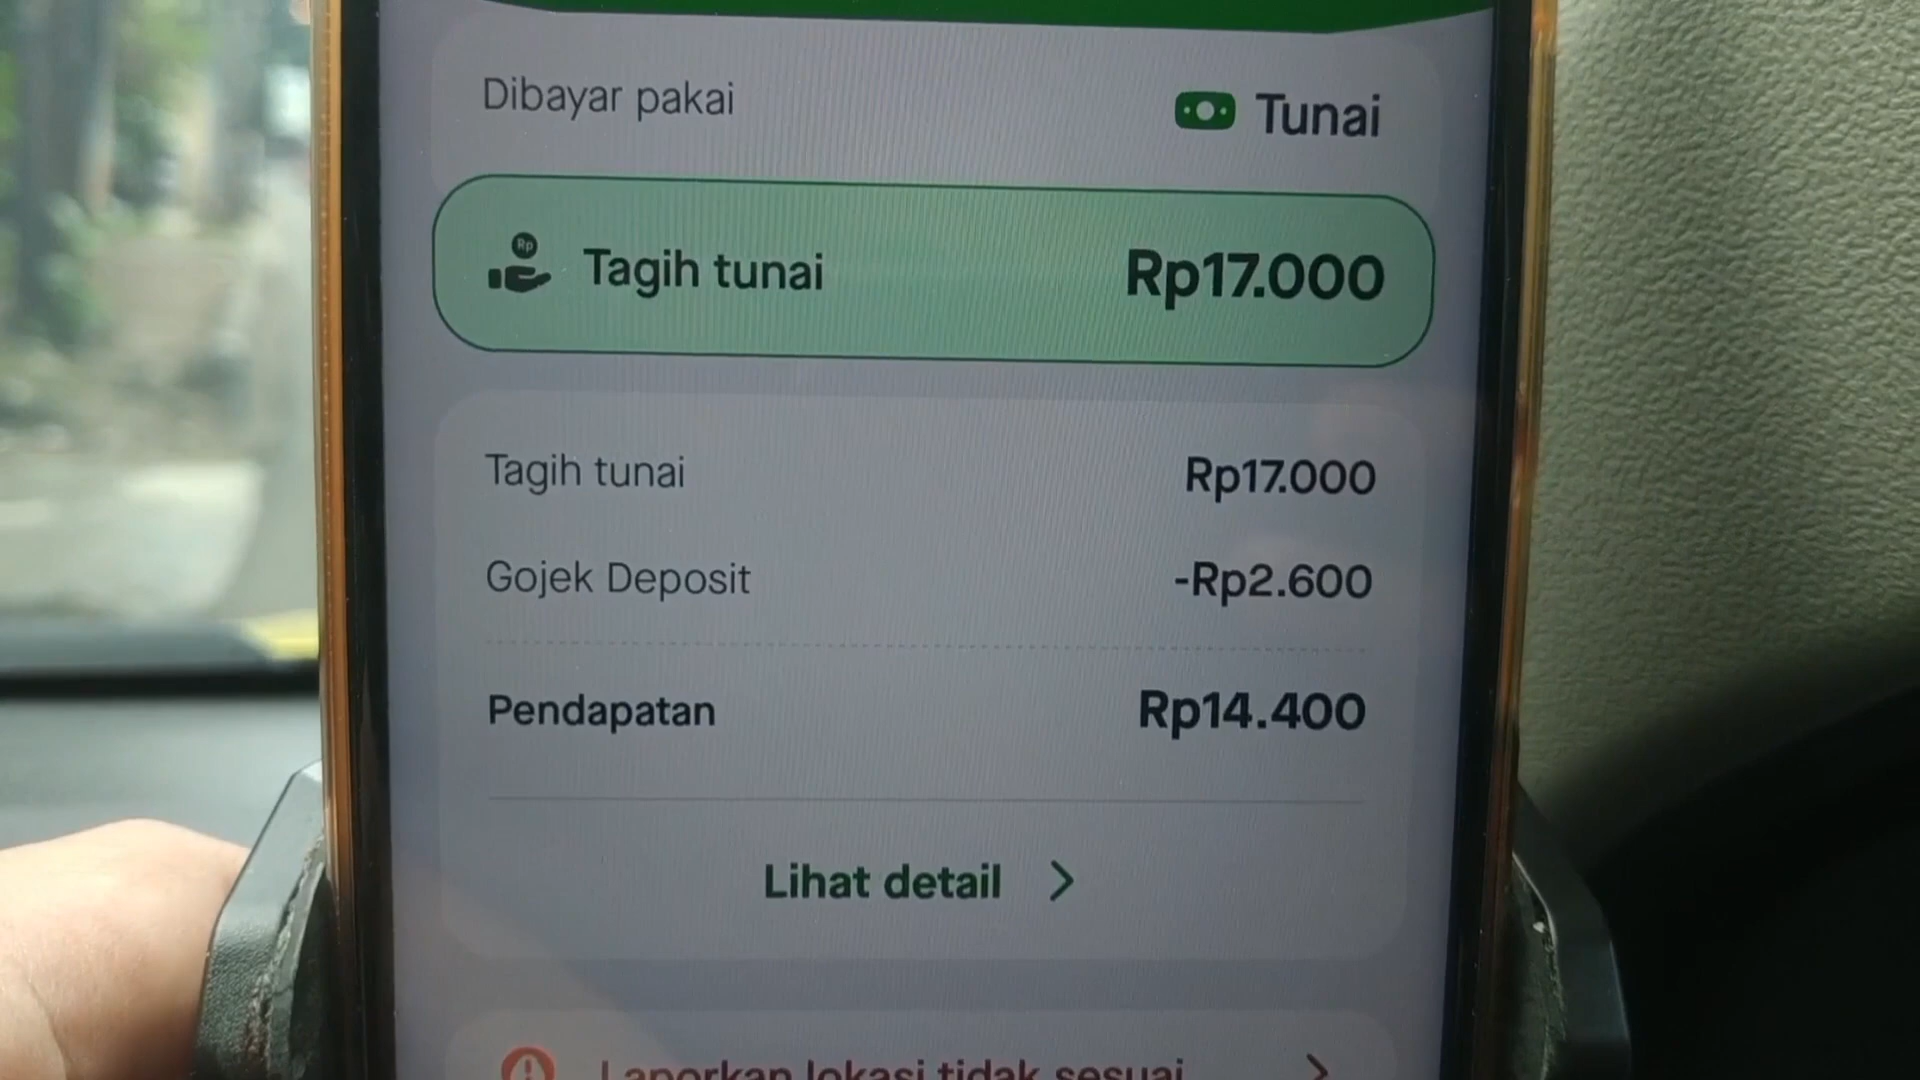 Dibayar pakai Tunai
Rp
Tagih tunai Rp17.000
Tagih tunai Rp17.000
Gojek Deposit -Rp2.600
Pendapatan Rp14.400
Lihat detail
Laporkan lokasi tidak sesuai